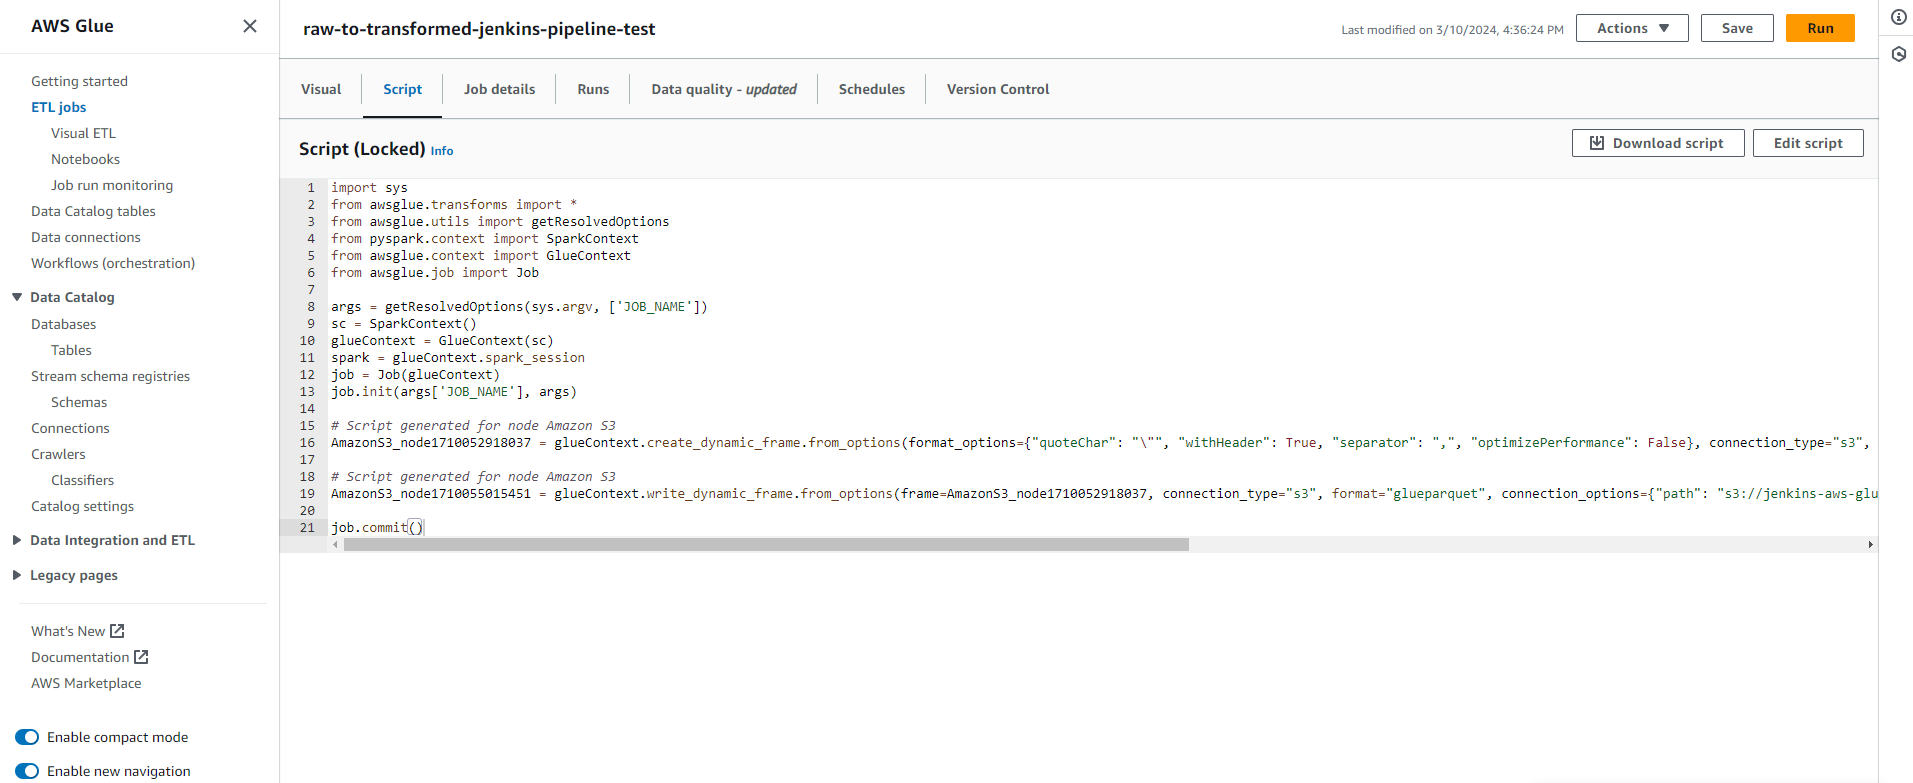 AWS Glue
Getting started
ETL jobs
Visual ETL
Notebooks
Job run monitoring
Data Catalog tables
Data connections
Workflows (orchestration)
Data Catalog
Databases
Tables
Stream schema registries
Schemas
Connections
Crawlers
Classifiers
Catalog settings
Data Integration and ETL
Legacy pages
What's New
Documentation
AWS Marketplace
Enable compact mode
Enable new navigation
raw-to-transformed-jenkins-pipeline-test
Last modified on 3/10/2024, 4:36:24 PM
Actions
Save
Run
Visual
Script
Job details
Runs
Data quality - updated
Schedules
Version Control
Script (Locked) Info
Download script
Edit script
1 import sys
2 from awsglue.transforms import *
3 from awsglue.utils import getResolvedOptions
4 from pyspark.context import SparkContext
5 from awsglue.context import GlueContext
6 from awsglue.job import Job
7
8 args = getResolvedOptions(sys.argv, ['JOB_NAME'])
9 sc = SparkContext()
10 glueContext = GlueContext(sc)
11 spark = glueContext.spark_session
12 job = Job(glueContext)
13 job.init(args['JOB_NAME'], args)
14
15 # Script generated for node Amazon S3
16 AmazonS3_node1710052918037 = glueContext.create_dynamic_frame.from_options(format_options={"quoteChar": "\"", "withHeader": True, "separator": ",", "optimizePerformance": False}, connection_type="s3",
17
18 # Script generated for node Amazon S3
19 AmazonS3_node1710055015451 = glueContext.write_dynamic_frame.from_options(frame=AmazonS3_node1710052918037, connection_type="s3", format="glueparquet", connection_options={"path": "s3://jenkins-aws-glu
20
21 job.commit()